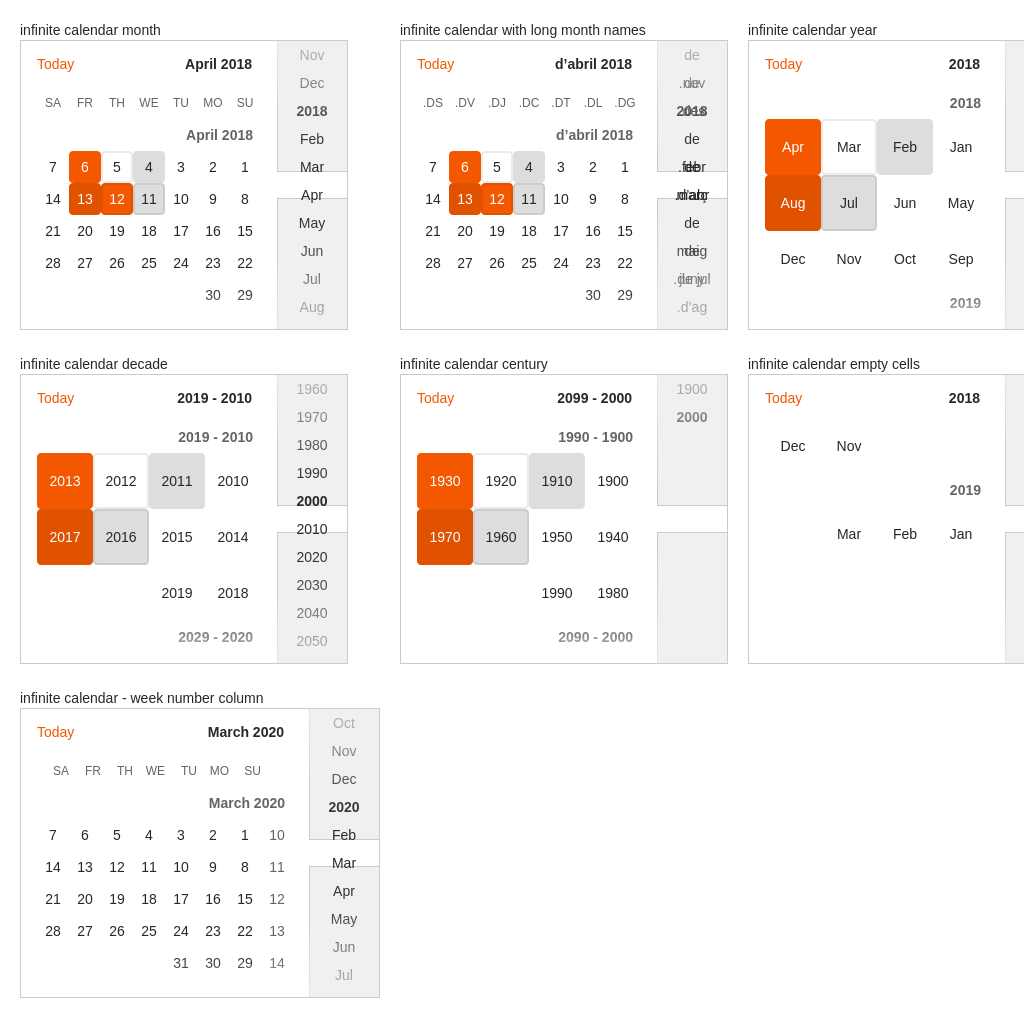 infinite calendar month
Today April 2018
SA FR TH WE TU MO SU
April 2018
7 6 5 4 3 2 1
14 13 12 11 10 9 8
21 20 19 18 17 16 15
28 27 26 25 24 23 22
30 29
Nov
Dec
2018
Feb
Mar
Apr
May
Jun
Jul
Aug
infinite calendar with long month names
Today d’abril 2018
.DS .DV .DJ .DC .DT .DL .DG
d’abril 2018
7 6 5 4 3 2 1
14 13 12 11 10 9 8
21 20 19 18 17 16 15
28 27 26 25 24 23 22
30 29
de
2018
de
de
.d’ag
infinite calendar year
Today 2018
2018
Apr Mar Feb Jan
Aug Jul Jun May
Dec Nov Oct Sep
2019
infinite calendar decade
Today 2019 - 2010
2019 - 2010
2013 2012 2011 2010
2017 2016 2015 2014
2019 2018
2029 - 2020
1960
1970
1980
1990
2000
2010
2020
2030
2040
2050
infinite calendar century
Today 2099 - 2000
1990 - 1900
1930 1920 1910 1900
1970 1960 1950 1940
1990 1980
2090 - 2000
1900
2000
infinite calendar empty cells
Today 2018
Dec Nov
2019
Mar Feb Jan
infinite calendar - week number column
Today March 2020
SA FR TH WE TU MO SU
March 2020
7 6 5 4 3 2 1 10
14 13 12 11 10 9 8 11
21 20 19 18 17 16 15 12
28 27 26 25 24 23 22 13
31 30 29 14
Oct
Nov
Dec
2020
Feb
Mar
Apr
May
Jun
Jul